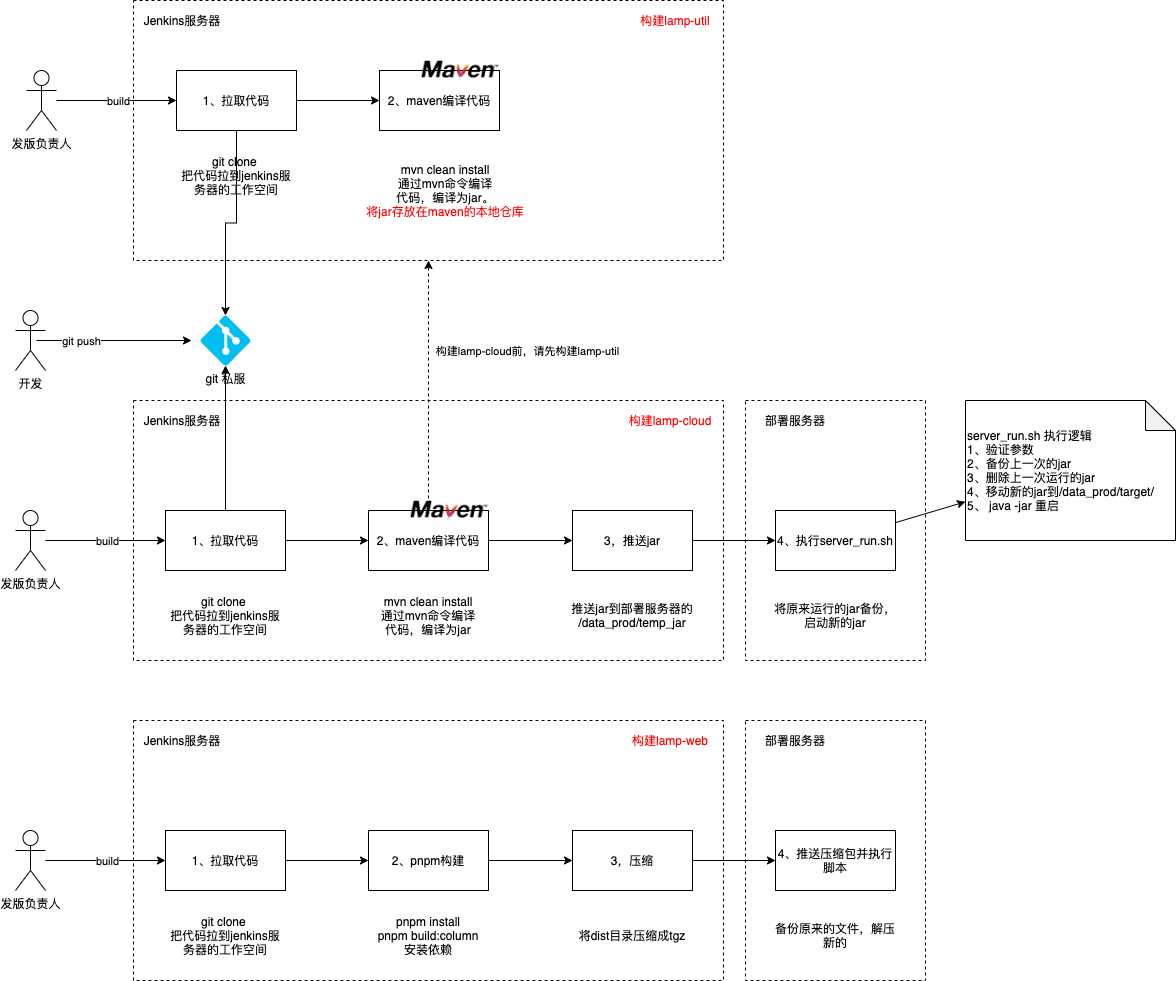 Jenkins服务器
构建lamp-util
Maven™
build
1、拉取代码
2、maven编译代码
发版负责人
git clone
把代码拉到jenkins服
务器的工作空间
mvn clean install
通过mvn命令编译
代码，编译为jar。
将jar存放在maven的本地仓库
git push
开发
git 私服
构建lamp-cloud前，请先构建lamp-util
Jenkins服务器
构建lamp-cloud
部署服务器
server_run.sh 执行逻辑
1、验证参数
2、备份上一次的jar
3、删除上一次运行的jar
4、移动新的jar到/data_prod/target/
5、 java -jar 重启
Maven™
build
1、拉取代码
2、maven编译代码
3，推送jar
4、执行server_run.sh
发版负责人
git clone
把代码拉到jenkins服
务器的工作空间
mvn clean install
通过mvn命令编译
代码，编译为jar
推送jar到部署服务器的
/data_prod/temp_jar
将原来运行的jar备份，
启动新的jar
Jenkins服务器
构建lamp-web
部署服务器
build
1、拉取代码
2、pnpm构建
3，压缩
4、推送压缩包并执行
脚本
发版负责人
git clone
把代码拉到jenkins服
务器的工作空间
pnpm install
pnpm build:column
安装依赖
将dist目录压缩成tgz
备份原来的文件，解压
新的